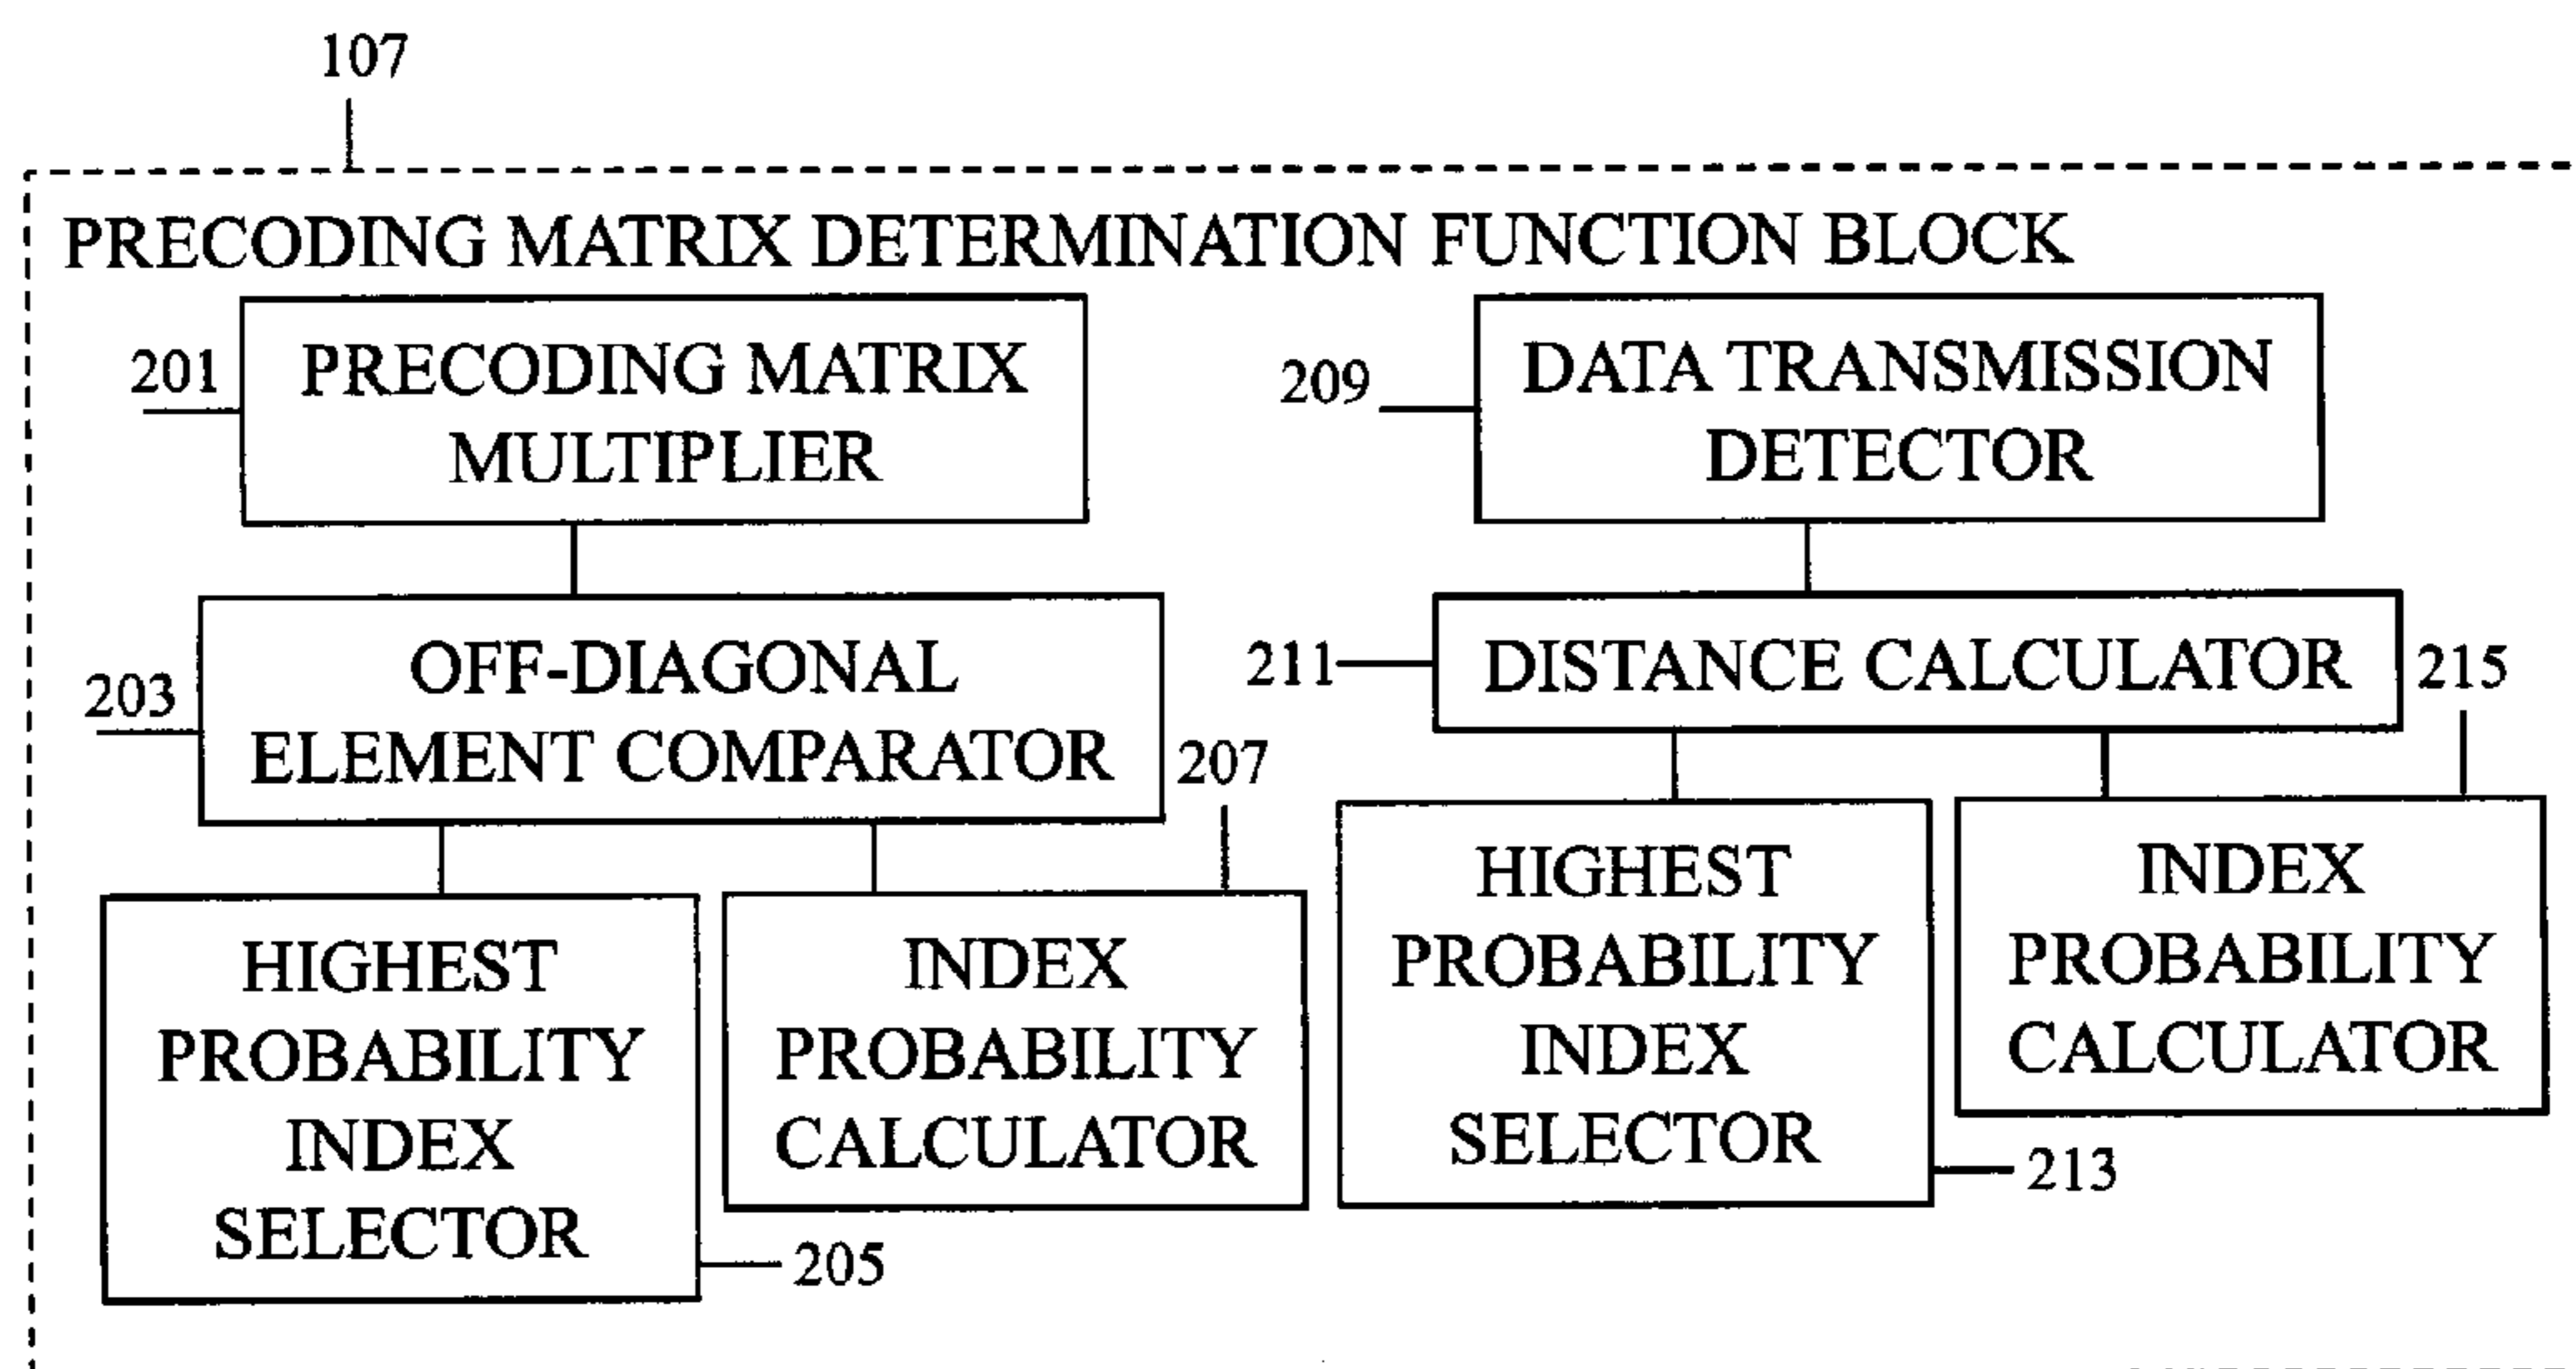 107
PRECODING MATRIX DETERMINATION FUNCTION BLOCK
201
PRECODING MATRIX
MULTIPLIER
203
OFF-DIAGONAL
ELEMENT COMPARATOR
207
HIGHEST
PROBABILITY
INDEX
SELECTOR
205
INDEX
PROBABILITY
CALCULATOR
209
DATA TRANSMISSION
DETECTOR
211
DISTANCE CALCULATOR
215
HIGHEST
PROBABILITY
INDEX
SELECTOR
213
INDEX
PROBABILITY
CALCULATOR